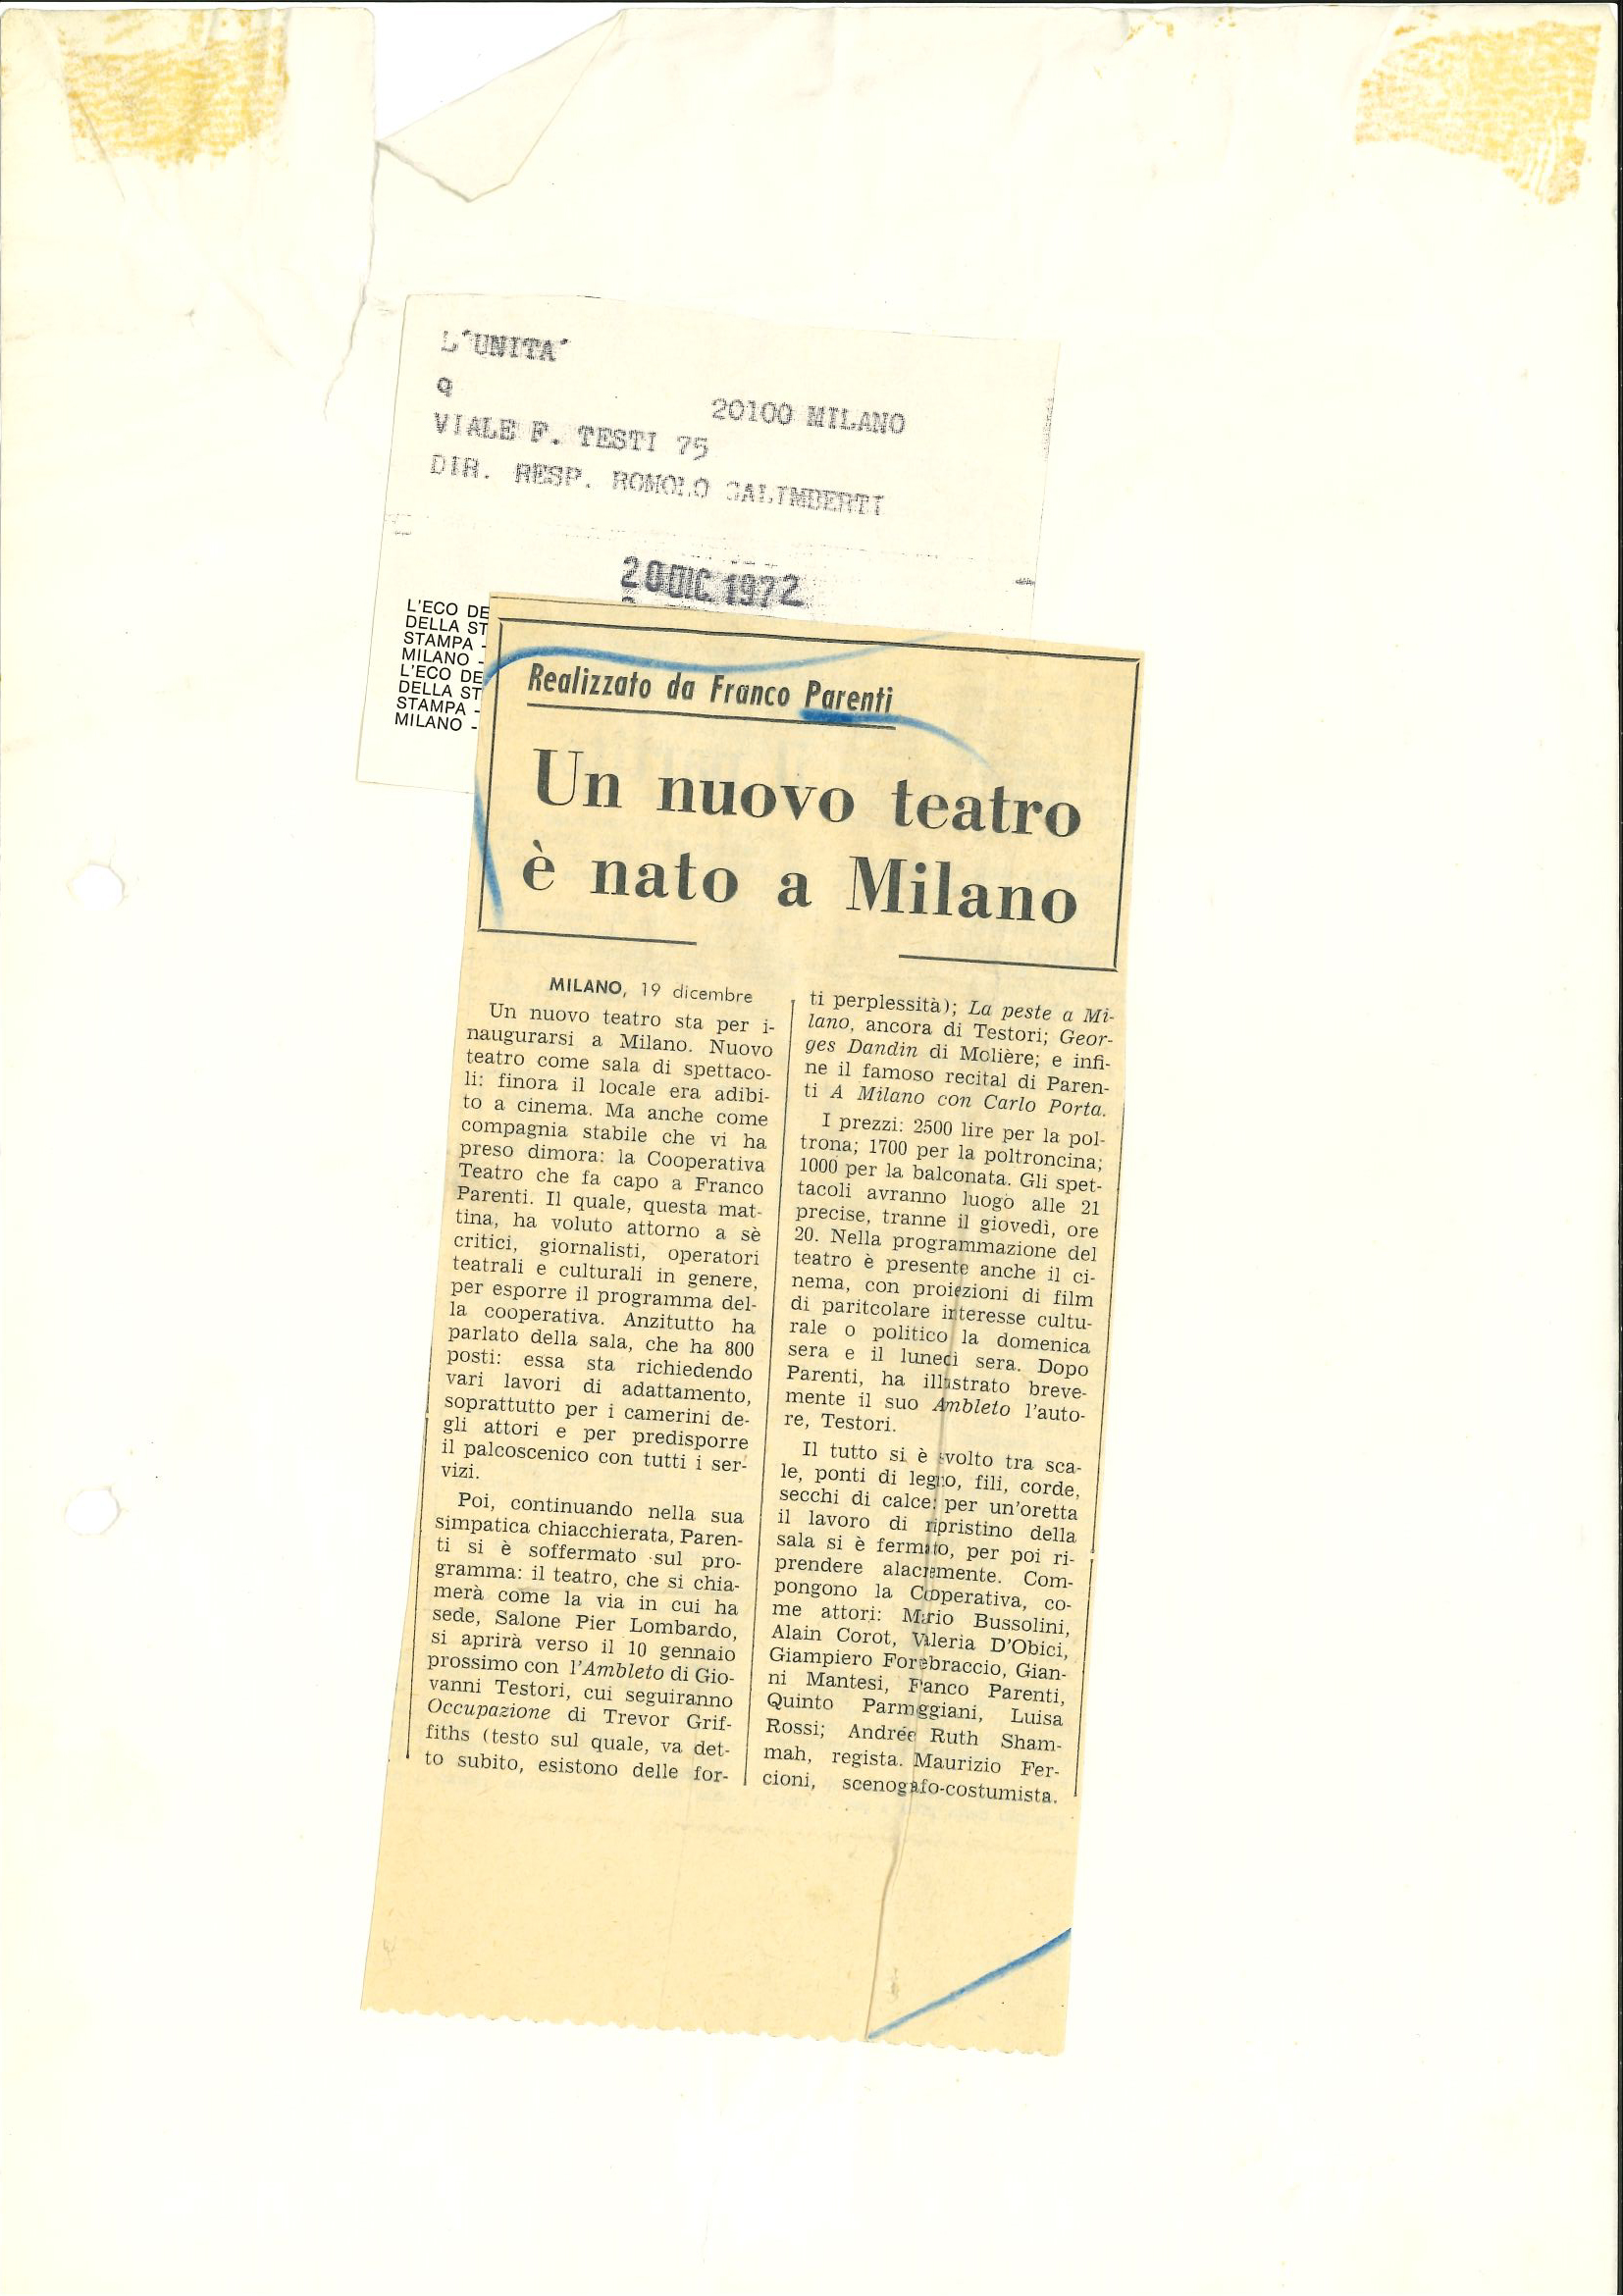 L'UNITA'
q
20100 MILANO
VIALE F. TESTI 75
DIR. RESP. ROMOLO GALIMBERTI
20 DIC. 1972
L'ECO DE
DELLA ST
STAMPA -
MILANO -
L'ECO DE
DELLA ST
STAMPA -
MILANO -
Realizzato da Franco Parenti
Un nuovo teatro
è nato a Milano
MILANO, 19 dicembre
Un nuovo teatro sta per i-
naugurarsi a Milano. Nuovo
teatro come sala di spettaco-
li: finora il locale era adibi-
to a cinema. Ma anche come
compagnia stabile che vi ha
preso dimora: la Cooperativa
Teatro che fa capo a Franco
Parenti. Il quale, questa mat-
tina, ha voluto attorno a sè
critici, giornalisti, operatori
teatrali e culturali in genere,
per esporre il programma del-
la cooperativa. Anzitutto ha
parlato della sala, che ha 800
posti: essa sta richiedendo
vari lavori di adattamento,
soprattutto per i camerini de-
gli attori e per predisporre
il palcoscenico con tutti i ser-
vizi.
Poi, continuando nella sua
simpatica chiacchierata, Paren-
ti si è soffermato sul pro-
gramma: il teatro, che si chia-
merà come la via in cui ha
sede, Salone Pier Lombardo,
si aprirà verso il 10 gennaio
prossimo con l'Ambleto di Gio-
vanni Testori, cui seguiranno
Occupazione di Trevor Grif-
fiths (testo sul quale, va det-
to subito, esistono delle for-
ti perplessità); La peste a Mi-
lano, ancora di Testori; Geor-
ges Dandin di Molière; e infi-
ne il famoso recital di Paren-
ti A Milano con Carlo Porta.
I prezzi: 2500 lire per la pol-
trona; 1700 per la poltroncina;
1000 per la balconata. Gli spet-
tacoli avranno luogo alle 21
precise, tranne il giovedì, ore
20. Nella programmazione del
teatro è presente anche il ci-
nema, con proiezioni di film
di paritcolare interesse cultu-
rale o politico la domenica
sera e il lunedì sera. Dopo
Parenti, ha illustrato breve-
mente il suo Ambleto l'auto-
re, Testori.
Il tutto si è svolto tra sca-
le, ponti di legno, fili, corde,
secchi di calce: per un'oretta
il lavoro di ripristino della
sala si è fermato, per poi ri-
prendere alacremente. Com-
pongono la Cooperativa, co-
me attori: Mario Bussolini,
Alain Corot, Valeria D'Obici,
Giampiero Forebraccio, Gian-
ni Mantesi, Franco Parenti,
Quinto Parmeggiani, Luisa
Rossi; Andrée Ruth Sham-
mah, regista. Maurizio Fer-
cioni, scenografo-costumista.